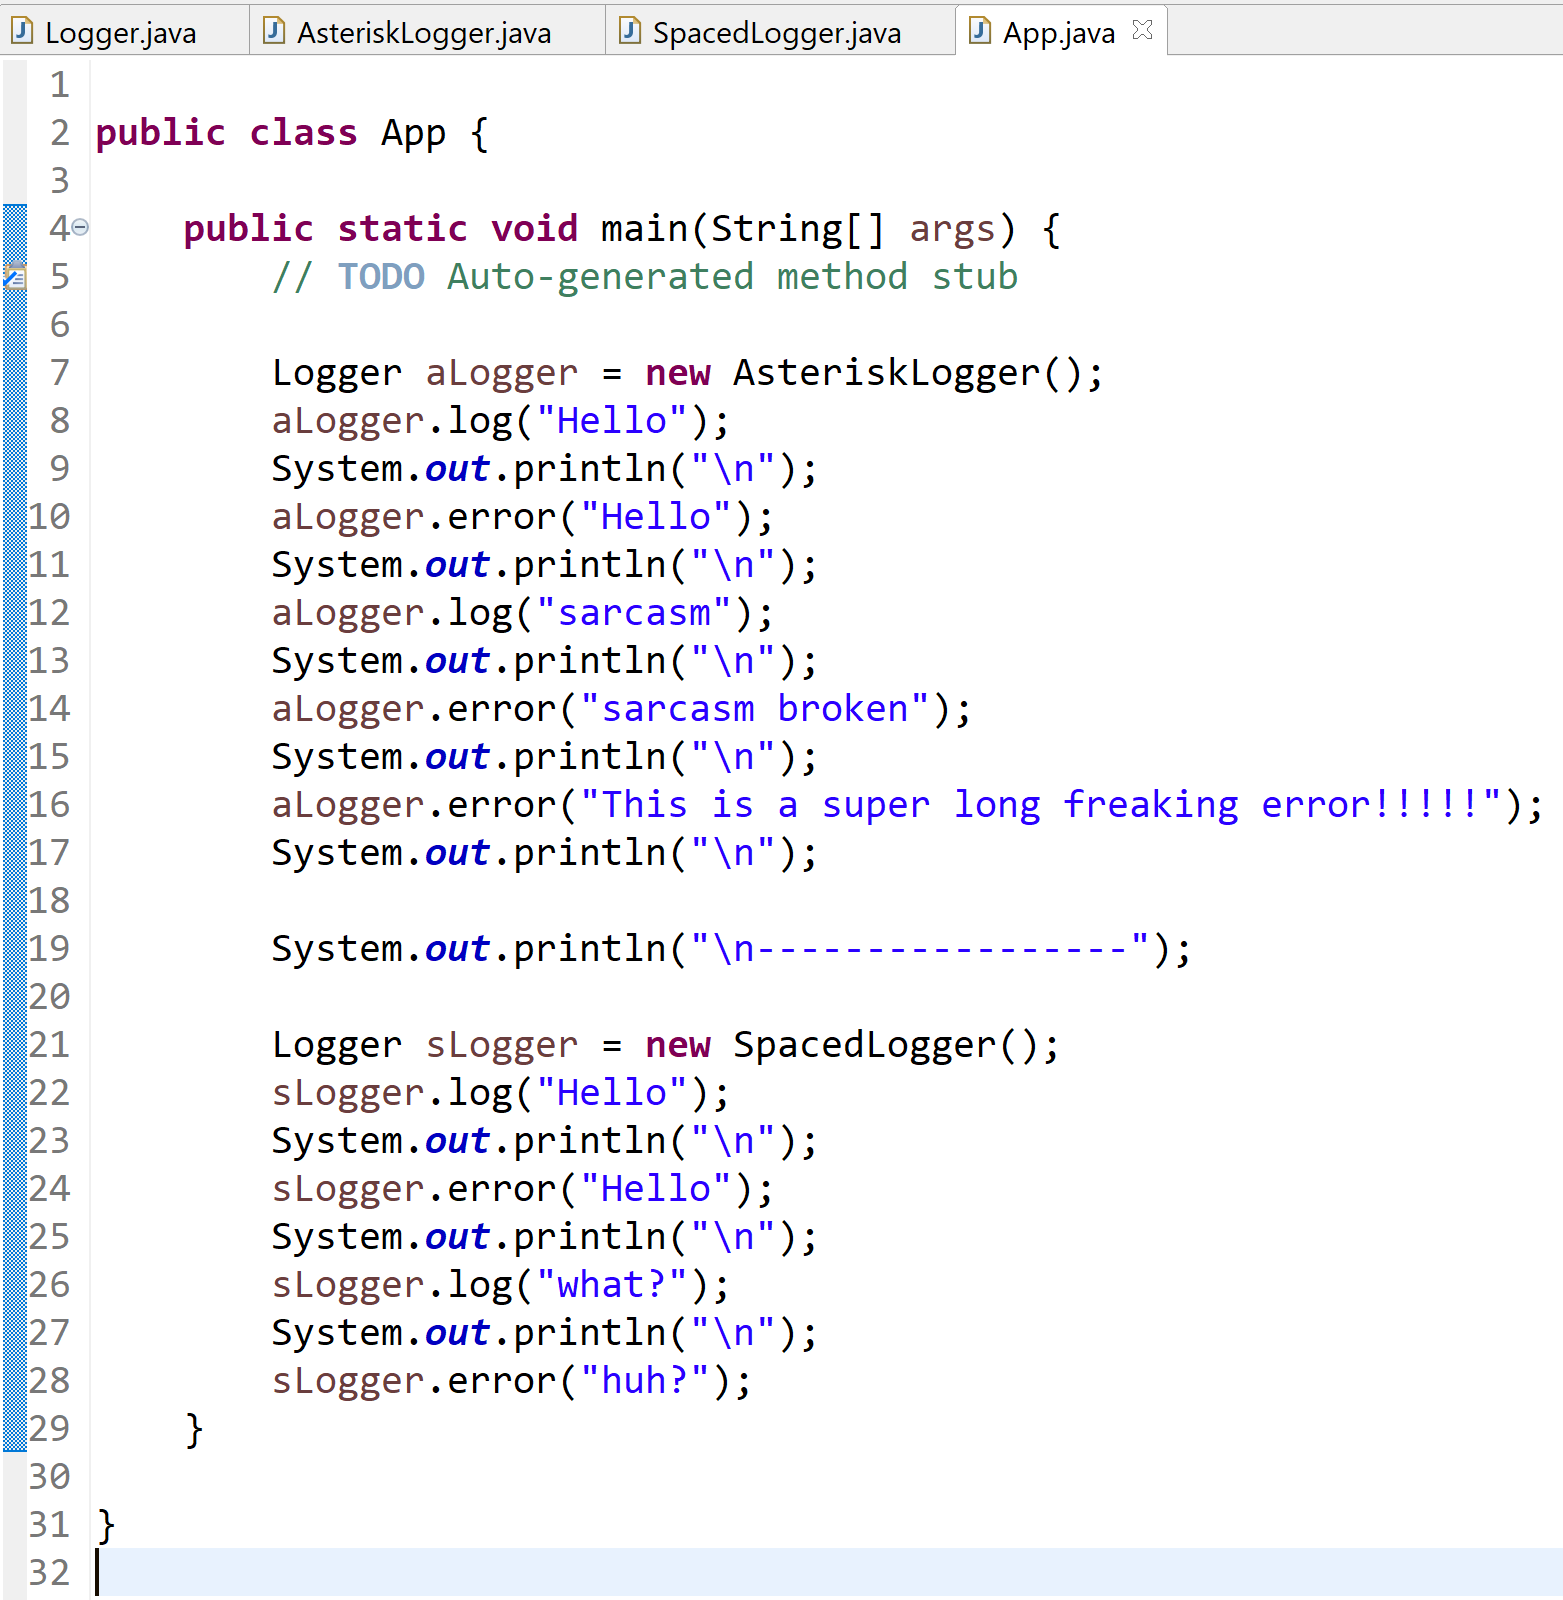 Logger.java AsteriskLogger.java SpacedLogger.java App.java
1
2 public class App {
3
4     public static void main(String[] args) {
5         // TODO Auto-generated method stub
6
7         Logger aLogger = new AsteriskLogger();
8         aLogger.log("Hello");
9         System.out.println("\n");
10         aLogger.error("Hello");
11         System.out.println("\n");
12         aLogger.log("sarcasm");
13         System.out.println("\n");
14         aLogger.error("sarcasm broken");
15         System.out.println("\n");
16         aLogger.error("This is a super long freaking error!!!!!");
17         System.out.println("\n");
18
19         System.out.println("\n-----------------");
20
21         Logger sLogger = new SpacedLogger();
22         sLogger.log("Hello");
23         System.out.println("\n");
24         sLogger.error("Hello");
25         System.out.println("\n");
26         sLogger.log("what?");
27         System.out.println("\n");
28         sLogger.error("huh?");
29     }
30
31 }
32